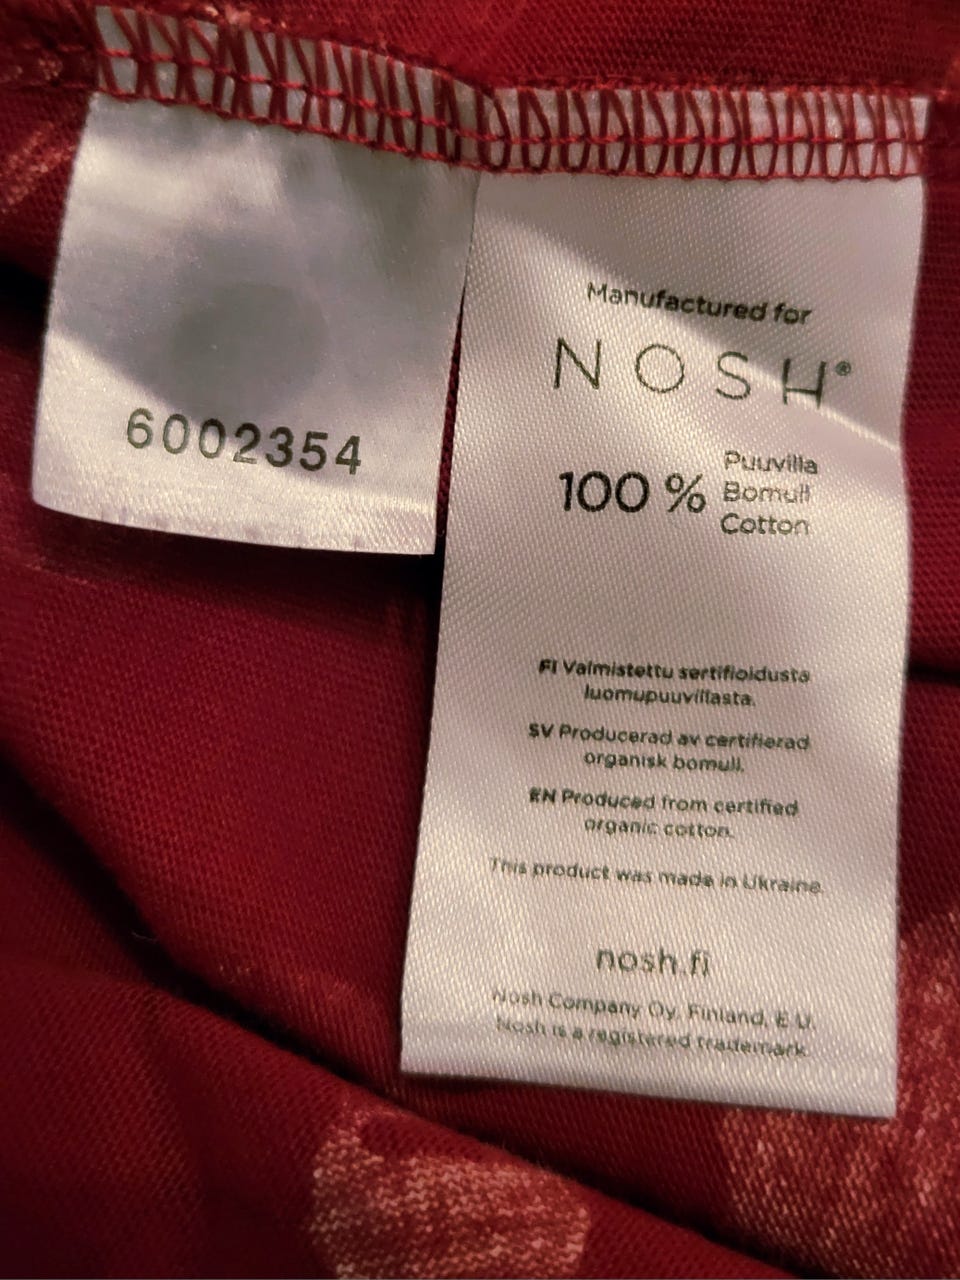 6002354
Manufactured for
NOSH®
100 %
Puuvilla
Bomull
Cotton
FI Valmistettu sertifioidusta
luomupuuvillasta.
SV Producerad av certifierad
organisk bomull.
EN Produced from certified
organic cotton.
This product was made in Ukraine.
nosh.fi
Nosh Company Oy, Finland, E.U.
Nosh is a registered trademark.